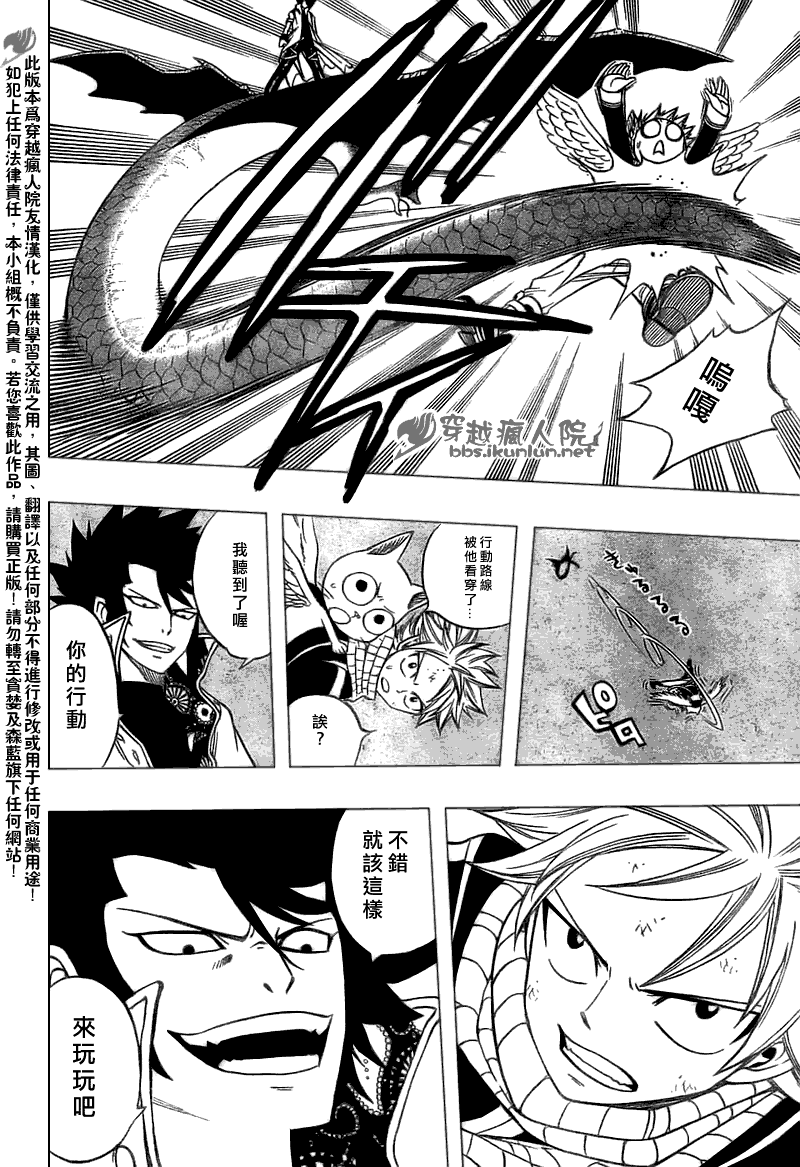 此版本爲穿越瘋人院友情漢化，僅供學習交流之用，其圖、翻譯以及任何部分不得進行修改或用于任何商業用途！
如犯上任何法律責任，本小組概不負責。若您喜歡此作品，請購買正版！請勿轉至貪婪及森藍旗下任何網站！
嗚
嘎
穿越瘋人院
bbs.ikunlun.net
行動路線
被他看穿了…
誒？
我聽到了喔
你的行動
不錯
就該這樣
來玩玩吧